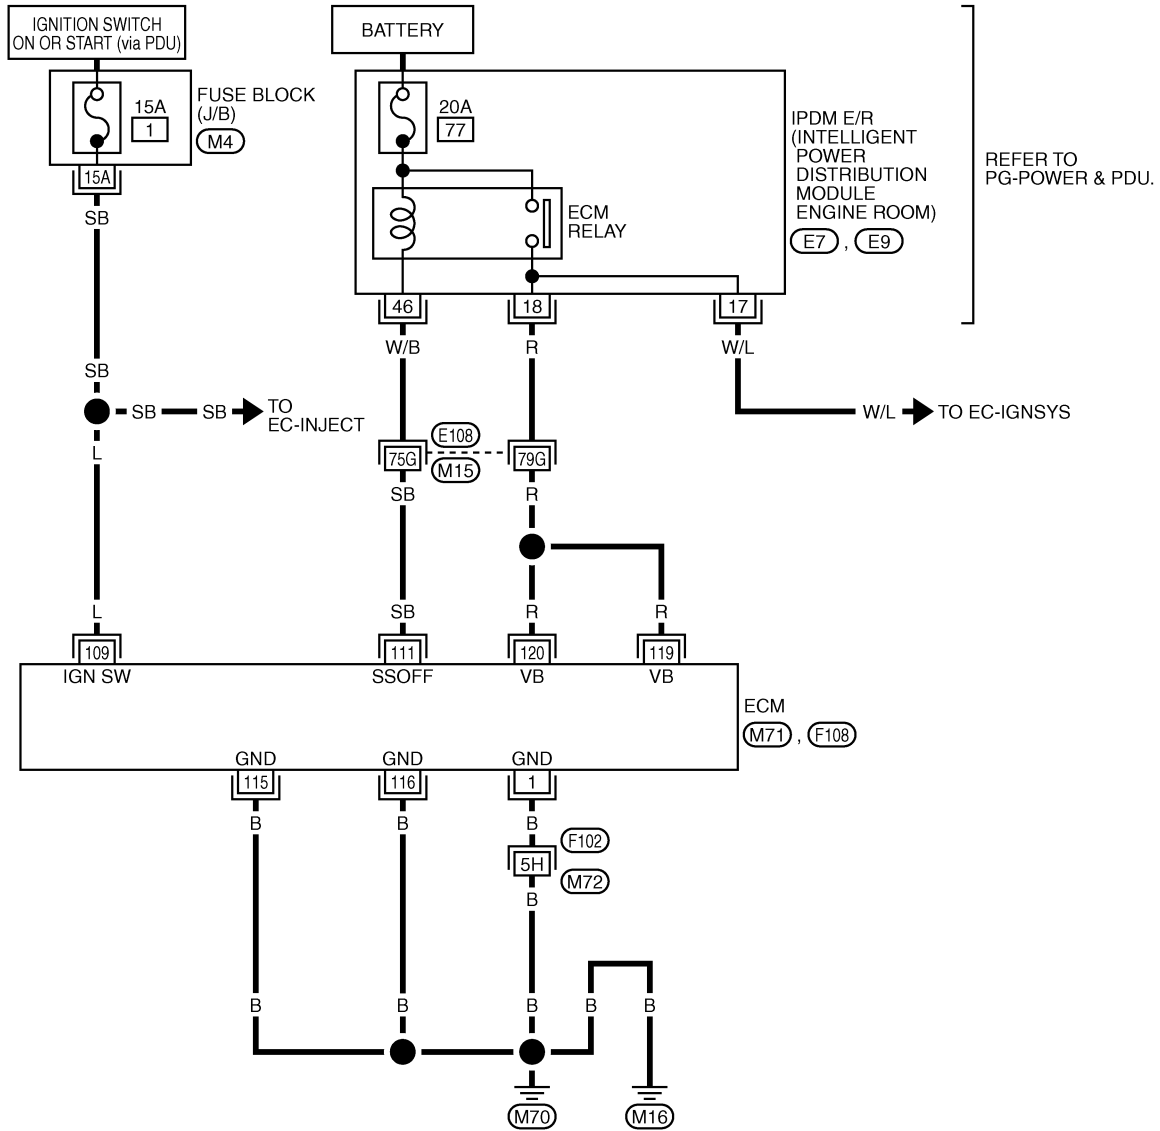 IGNITION SWITCH
ON OR START (via PDU)
BATTERY
15A
1
FUSE BLOCK
(J/B)
M4
15A
SB
20A
77
IPDM E/R
(INTELLIGENT
POWER
DISTRIBUTION
MODULE
ENGINE ROOM)
E7 , E9
REFER TO
PG-POWER & PDU.
ECM
RELAY
46
18
17
W/B
R
W/L
SB
SB
SB
TO
EC-INJECT
L
W/L
TO EC-IGNSYS
E108
75G
79G
M15
SB
R
L
SB
R
R
109
111
120
119
IGN SW
SSOFF
VB
VB
ECM
M71 , F108
GND
GND
GND
115
116
1
B
B
B
F102
5H
M72
B
B
B
B
B
B
M70
M16